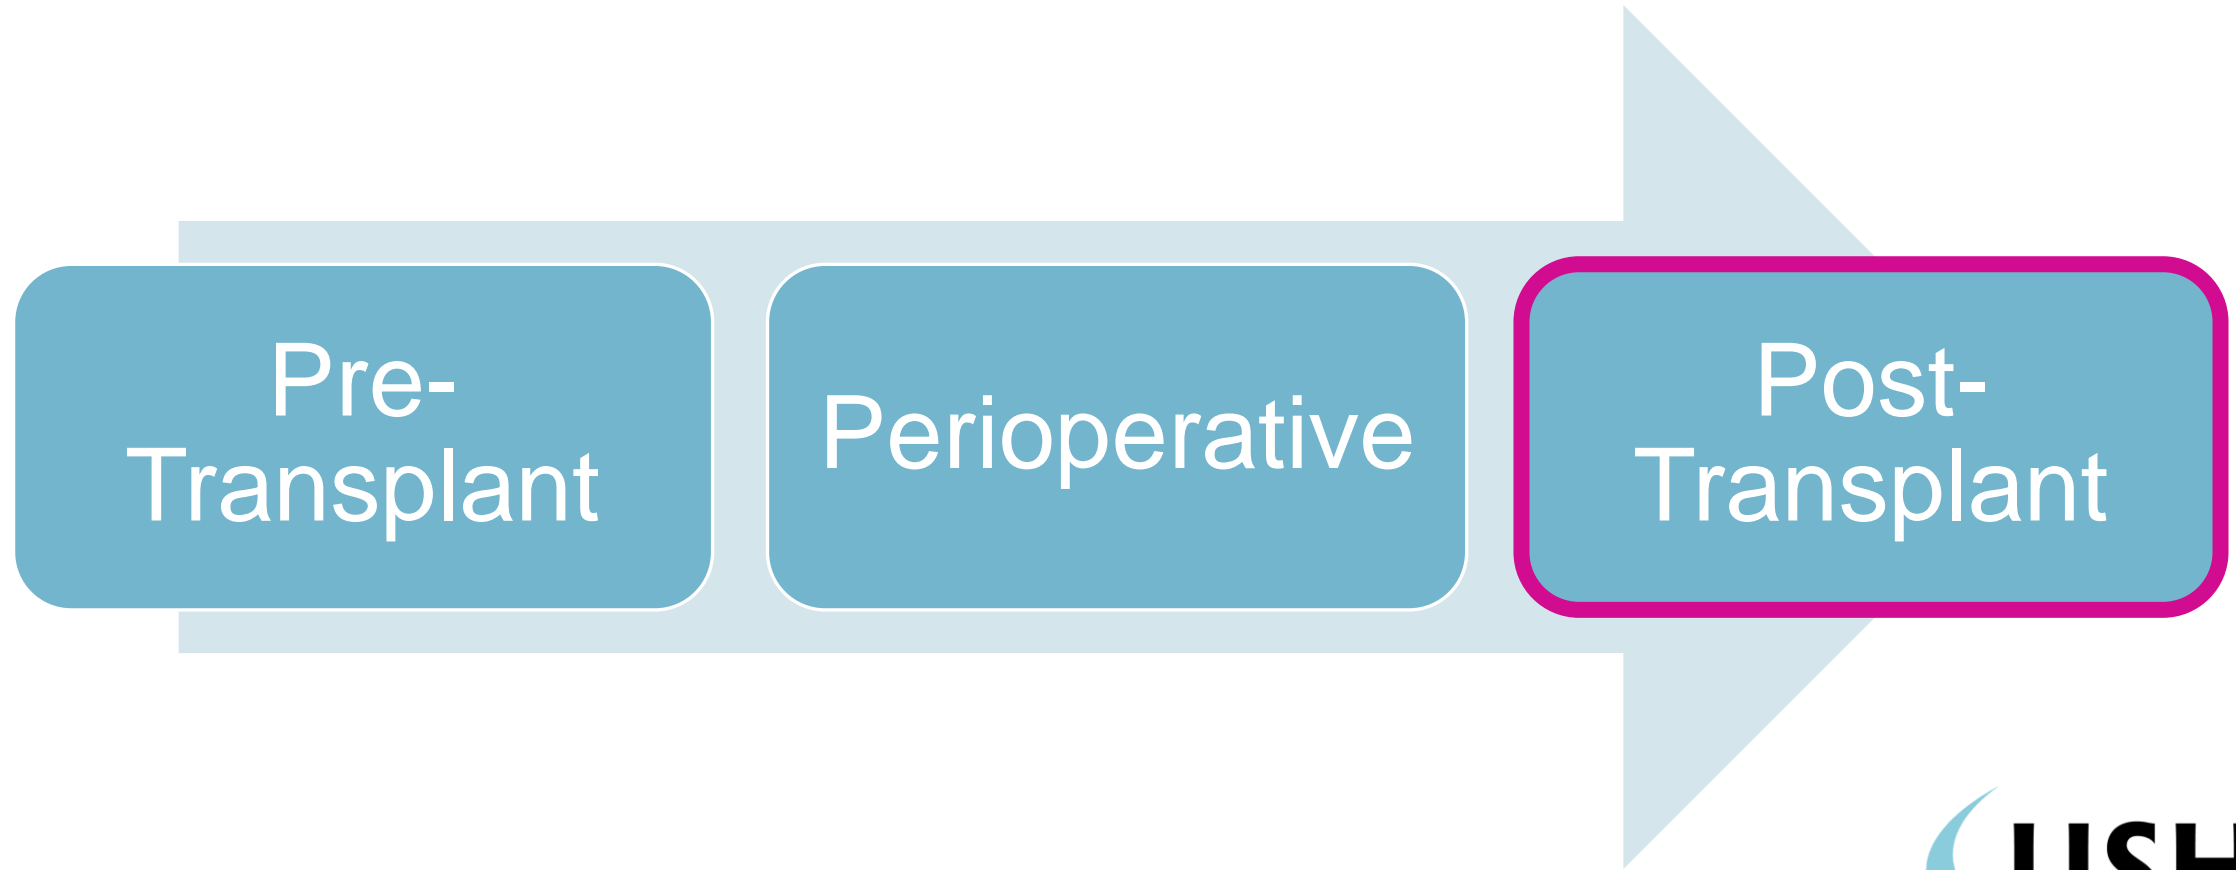 Pre-
Transplant
Perioperative
Post-
Transplant